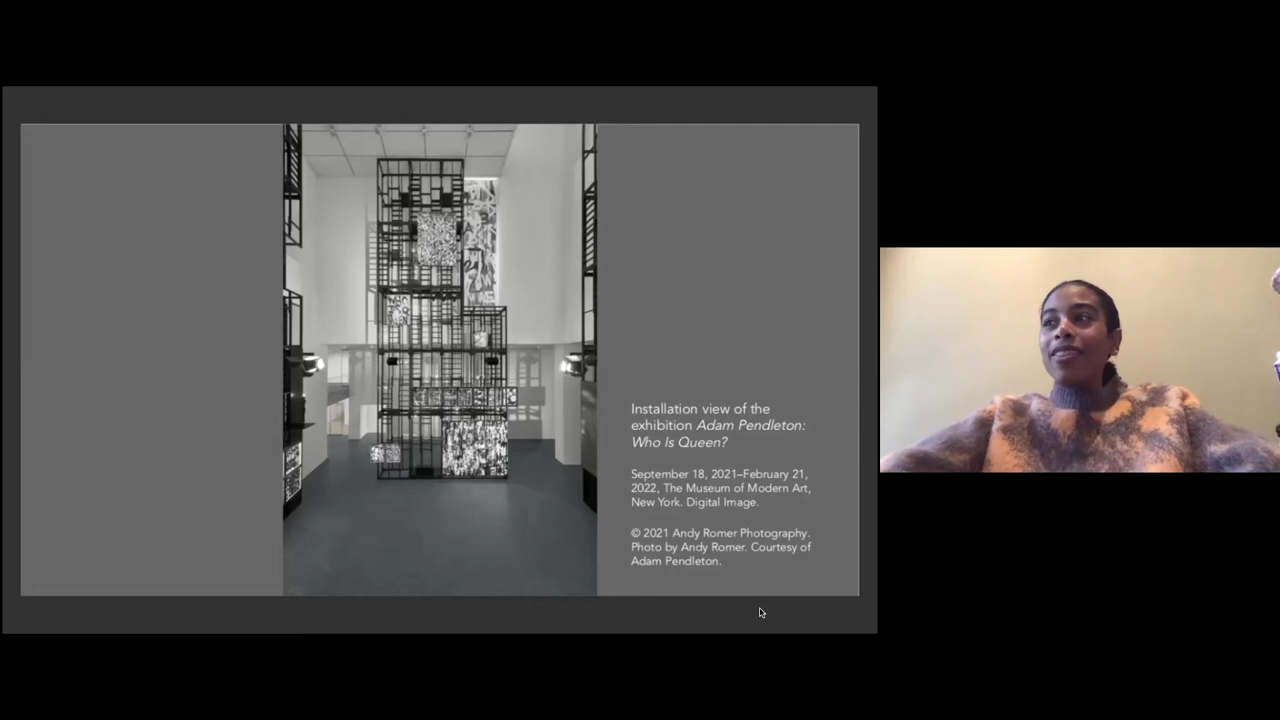 Installation view of the
exhibition Adam Pendleton:
Who Is Queen?
September 18, 2021–February 21,
2022, The Museum of Modern Art,
New York. Digital Image.
© 2021 Andy Romer Photography.
Photo by Andy Romer. Courtesy of
Adam Pendleton.